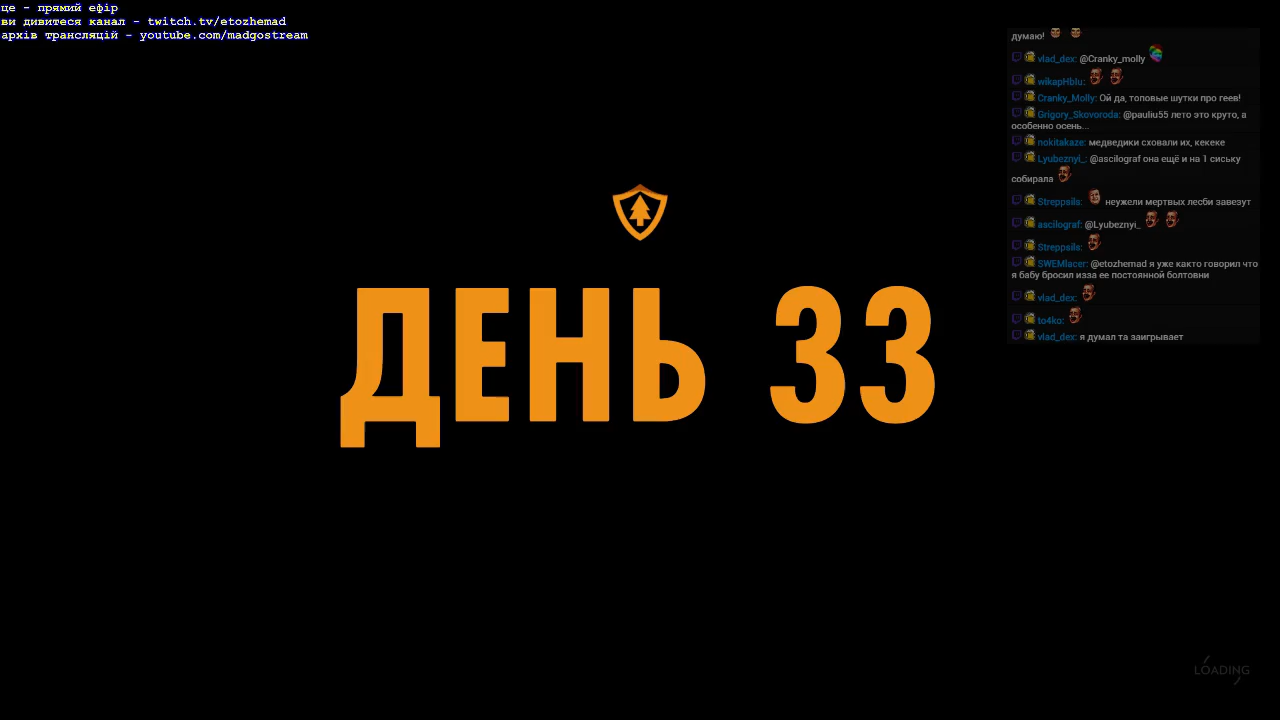 це - прямий ефір
ви дивитеся канал - twitch.tv/etozhemad
архів трансляцій - youtube.com/madgostream
думаю!
vlad_dex: @Cranky_molly
wikapHbIu:
Cranky_Molly: Ой да, топовые шутки про геев!
Grigory_Skovoroda: @pauliu55 лето это круто, а
особенно осень...
nokitakaze: медведики сховали их, кекеке
Lyubeznyi_: @ascilograf она ещё и на 1 сиську
собирала
Streppsils: неужели мертвых лесби завезут
ascilograf: @Lyubeznyi_
Streppsils:
SWEMlacer: @etozhemad я уже както говорил что
я бабу бросил изза ее постоянной болтовни
vlad_dex:
to4ko:
vlad_dex: я думал та заигрывает
ДЕНЬ 33
LOADING